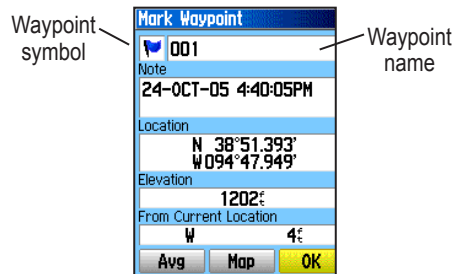 Mark Waypoint
Waypoint symbol
001
Waypoint name
Note
24-OCT-05 4:40:05PM
Location
N 38°51.393'
W094°47.949'
Elevation
1202ft
From Current Location
W 4ft
Avg Map OK